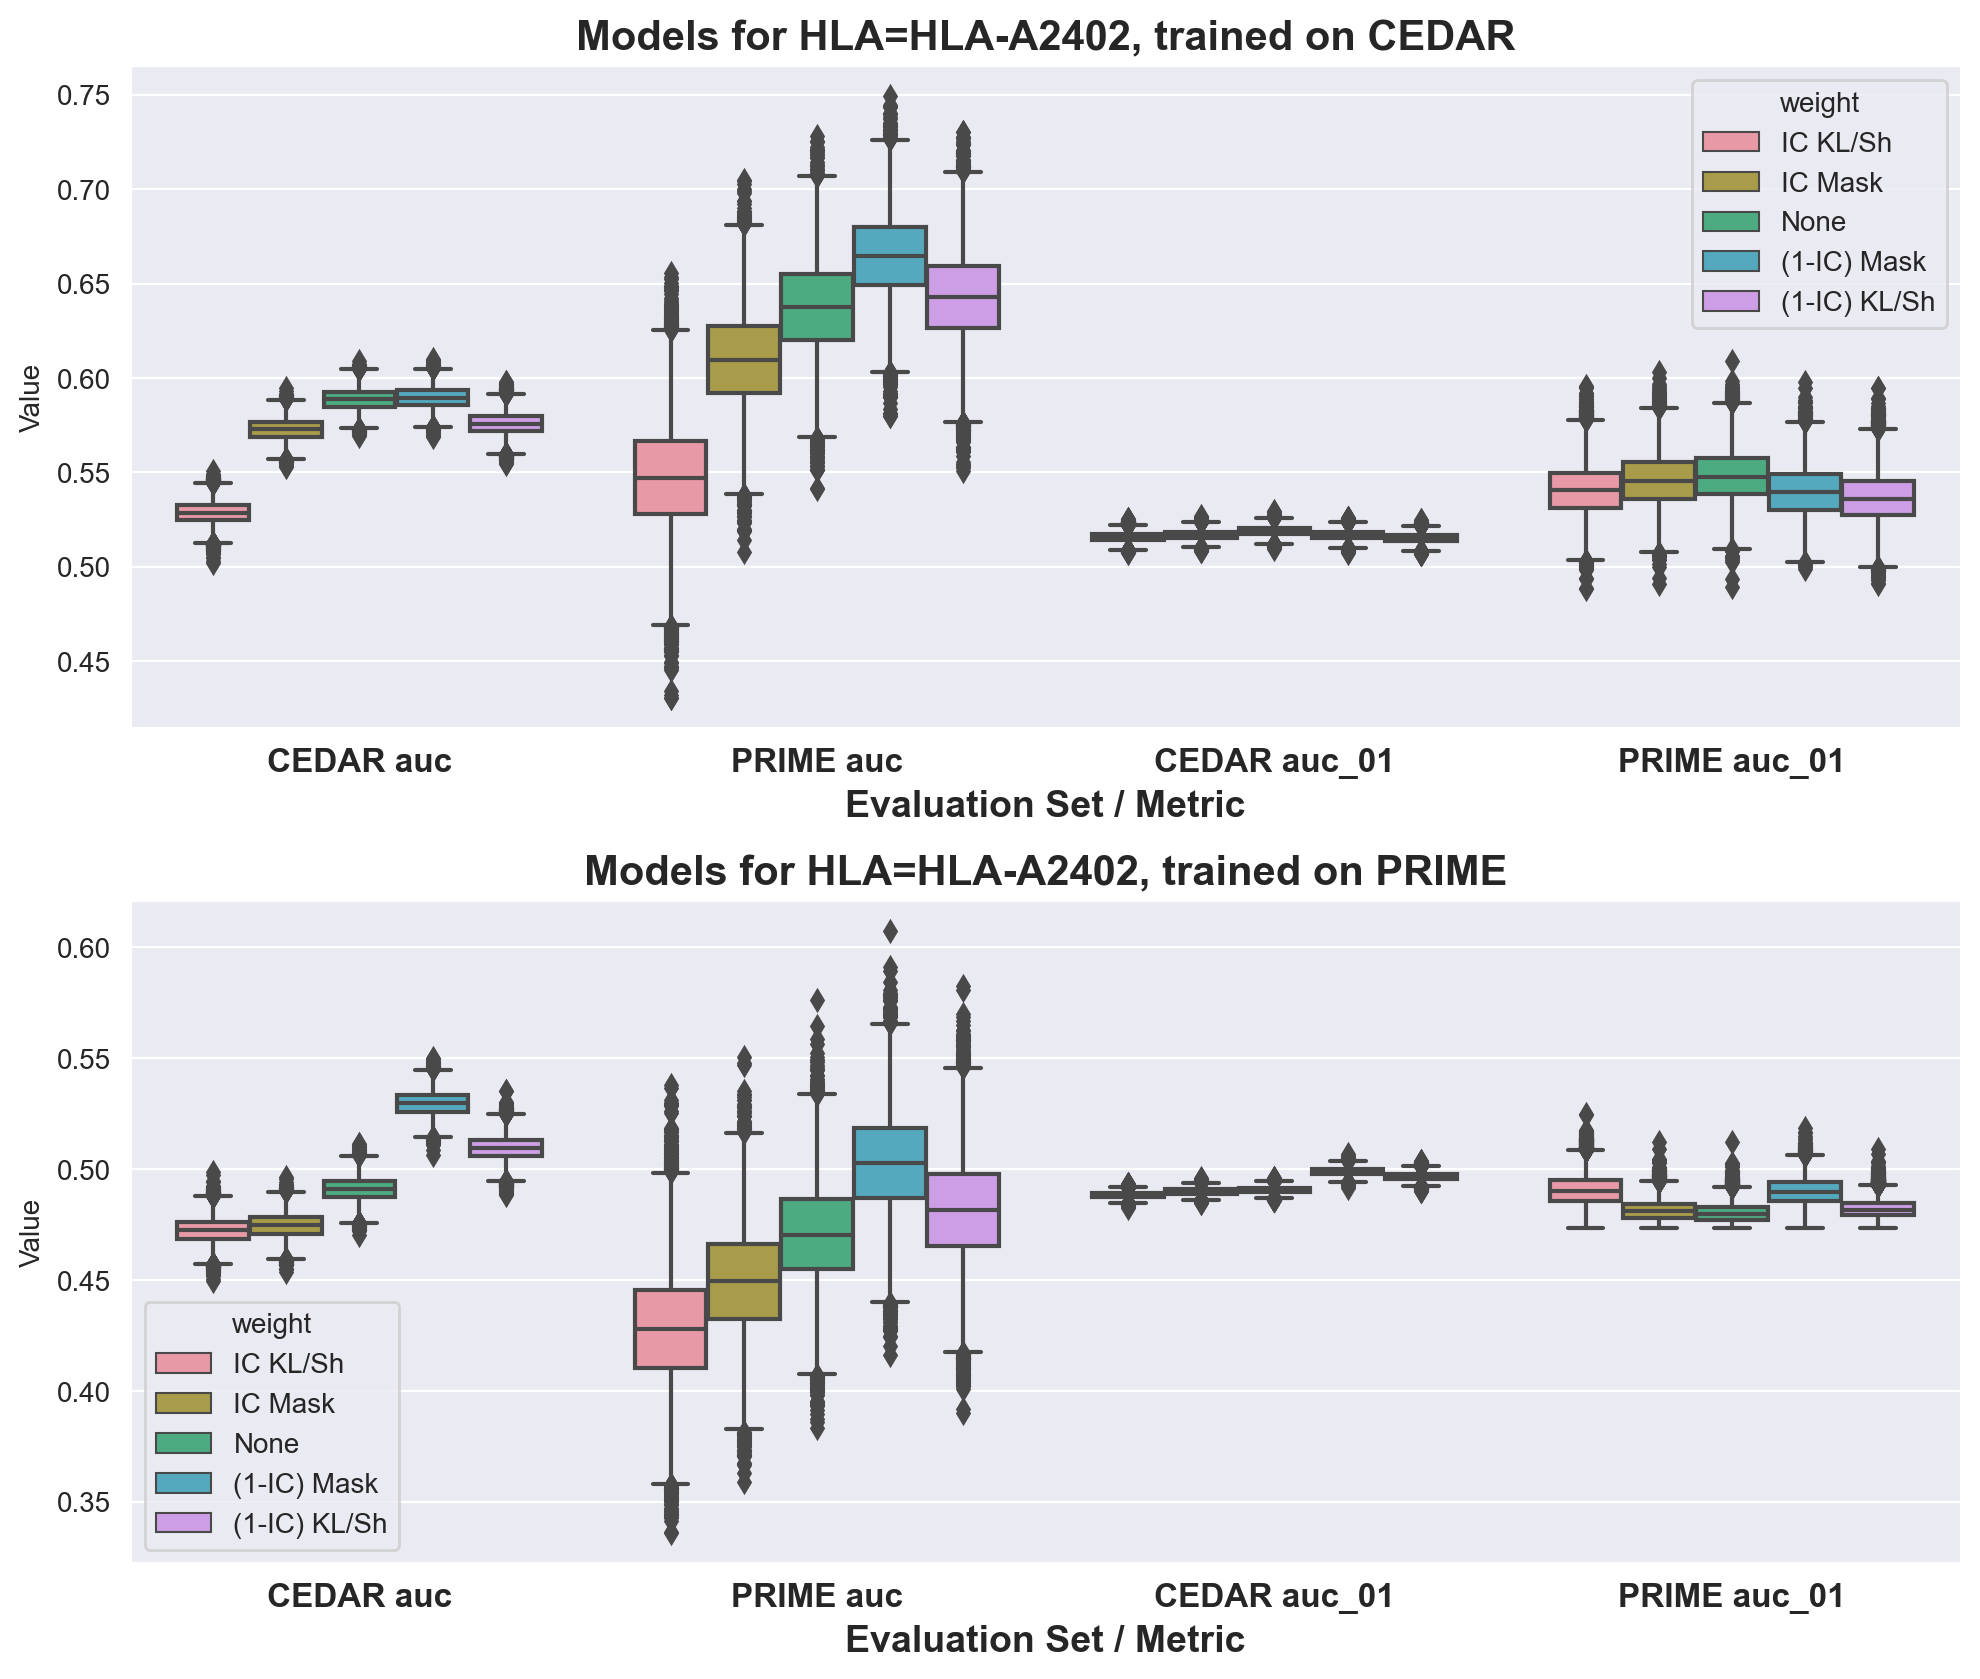 Models for HLA=HLA-A2402, trained on CEDAR
0.75
0.70
0.65
0.60
0.55
0.50
0.45
Value
weight
IC KL/Sh
IC Mask
None
(1-IC) Mask
(1-IC) KL/Sh
CEDAR auc PRIME auc CEDAR auc_01 PRIME auc_01
Evaluation Set / Metric
Models for HLA=HLA-A2402, trained on PRIME
0.60
0.55
0.50
0.45
0.40
0.35
Value
weight
IC KL/Sh
IC Mask
None
(1-IC) Mask
(1-IC) KL/Sh
CEDAR auc PRIME auc CEDAR auc_01 PRIME auc_01
Evaluation Set / Metric